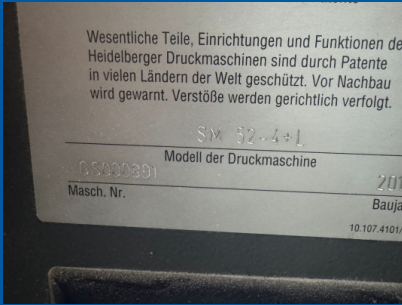 Wesentliche Teile, Einrichtungen und Funktionen de
Heidelberger Druckmaschinen sind durch Patente
in vielen Ländern der Welt geschützt. Vor Nachbau
wird gewarnt. Verstöße werden gerichtlich verfolgt.
SM 52-4+L
Modell der Druckmaschine
201
Masch. Nr.
Bauja
10.107.4101/